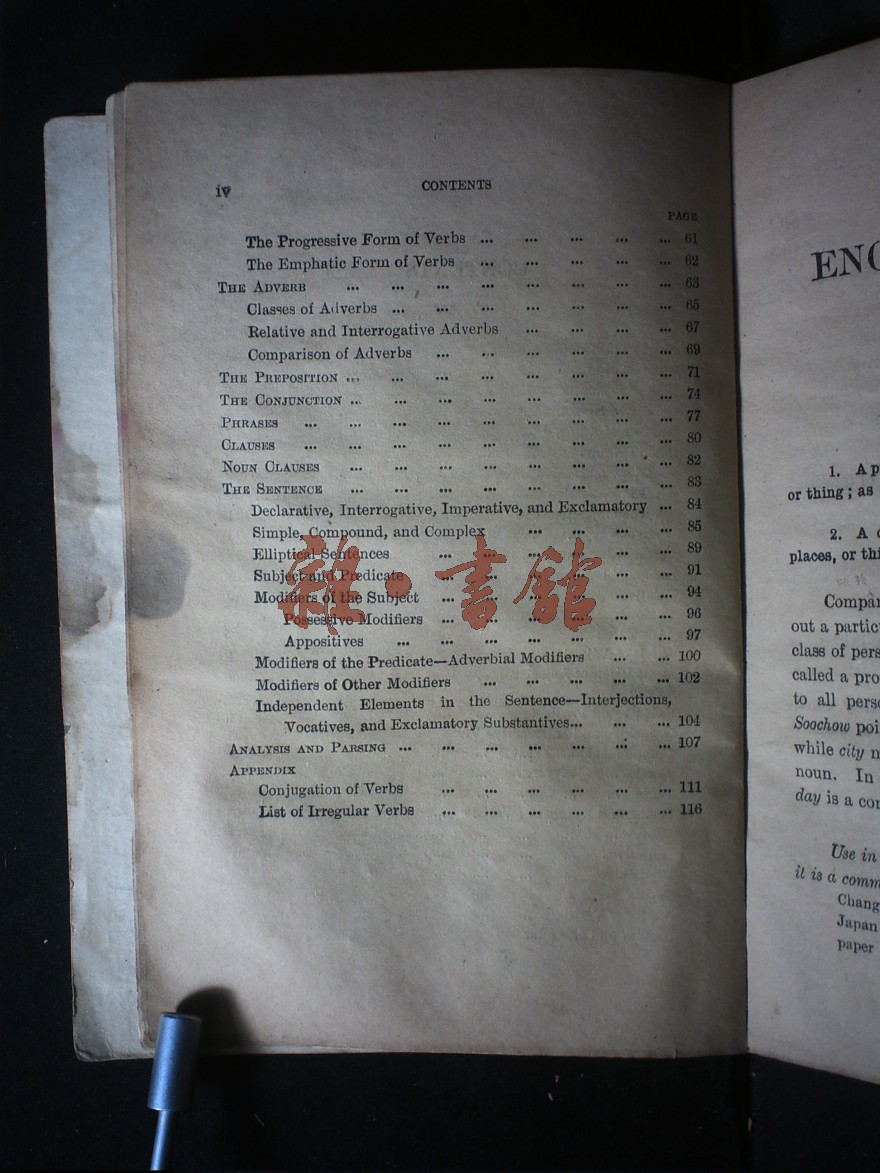 iv
CONTENTS
PAGE
The Progressive Form of Verbs ... ... ... ... ... 61
The Emphatic Form of Verbs ... ... ... ... ... 62
THE ADVERB ... ... ... ... ... ... ... ... 63
Classes of Adverbs ... ... ... ... ... ... ... 65
Relative and Interrogative Adverbs ... ... ... ... 67
Comparison of Adverbs ... ... ... ... ... ... 69
THE PREPOSITION ... ... ... ... ... ... ... ... 71
THE CONJUNCTION ... ... ... ... ... ... ... ... 74
PHRASES ... ... ... ... ... ... ... ... ... 77
CLAUSES ... ... ... ... ... ... ... ... ... 80
NOUN CLAUSES ... ... ... ... ... ... ... ... 82
THE SENTENCE ... ... ... ... ... ... ... ... 83
Declarative, Interrogative, Imperative, and Exclamatory ... 84
Simple, Compound, and Complex ... ... ... ... 85
Elliptical Sentences ... ... ... ... ... ... 89
Subject and Predicate ... ... ... ... ... ... 91
Modifiers of the Subject ... ... ... ... ... ... 94
Possessive Modifiers ... ... ... ... ... ... 96
Appositives ... ... ... ... ... ... ... 97
Modifiers of the Predicate—Adverbial Modifiers ... ... 100
Modifiers of Other Modifiers ... ... ... ... ... 102
Independent Elements in the Sentence—Interjections,
Vocatives, and Exclamatory Substantives... ... ... 104
ANALYSIS AND PARSING ... ... ... ... ... ... ... 107
APPENDIX
Conjugation of Verbs ... ... ... ... ... ... 111
List of Irregular Verbs ... ... ... ... ... ... 116
雜·書館
ENG
1. A p
or thing; as
2. A c
places, or thi
Compar
out a partic
class of pers
called a pro
to all pers
Soochow poi
while city n
noun. In
day is a con
Use in
it is a comm
Chang
Japan
paper